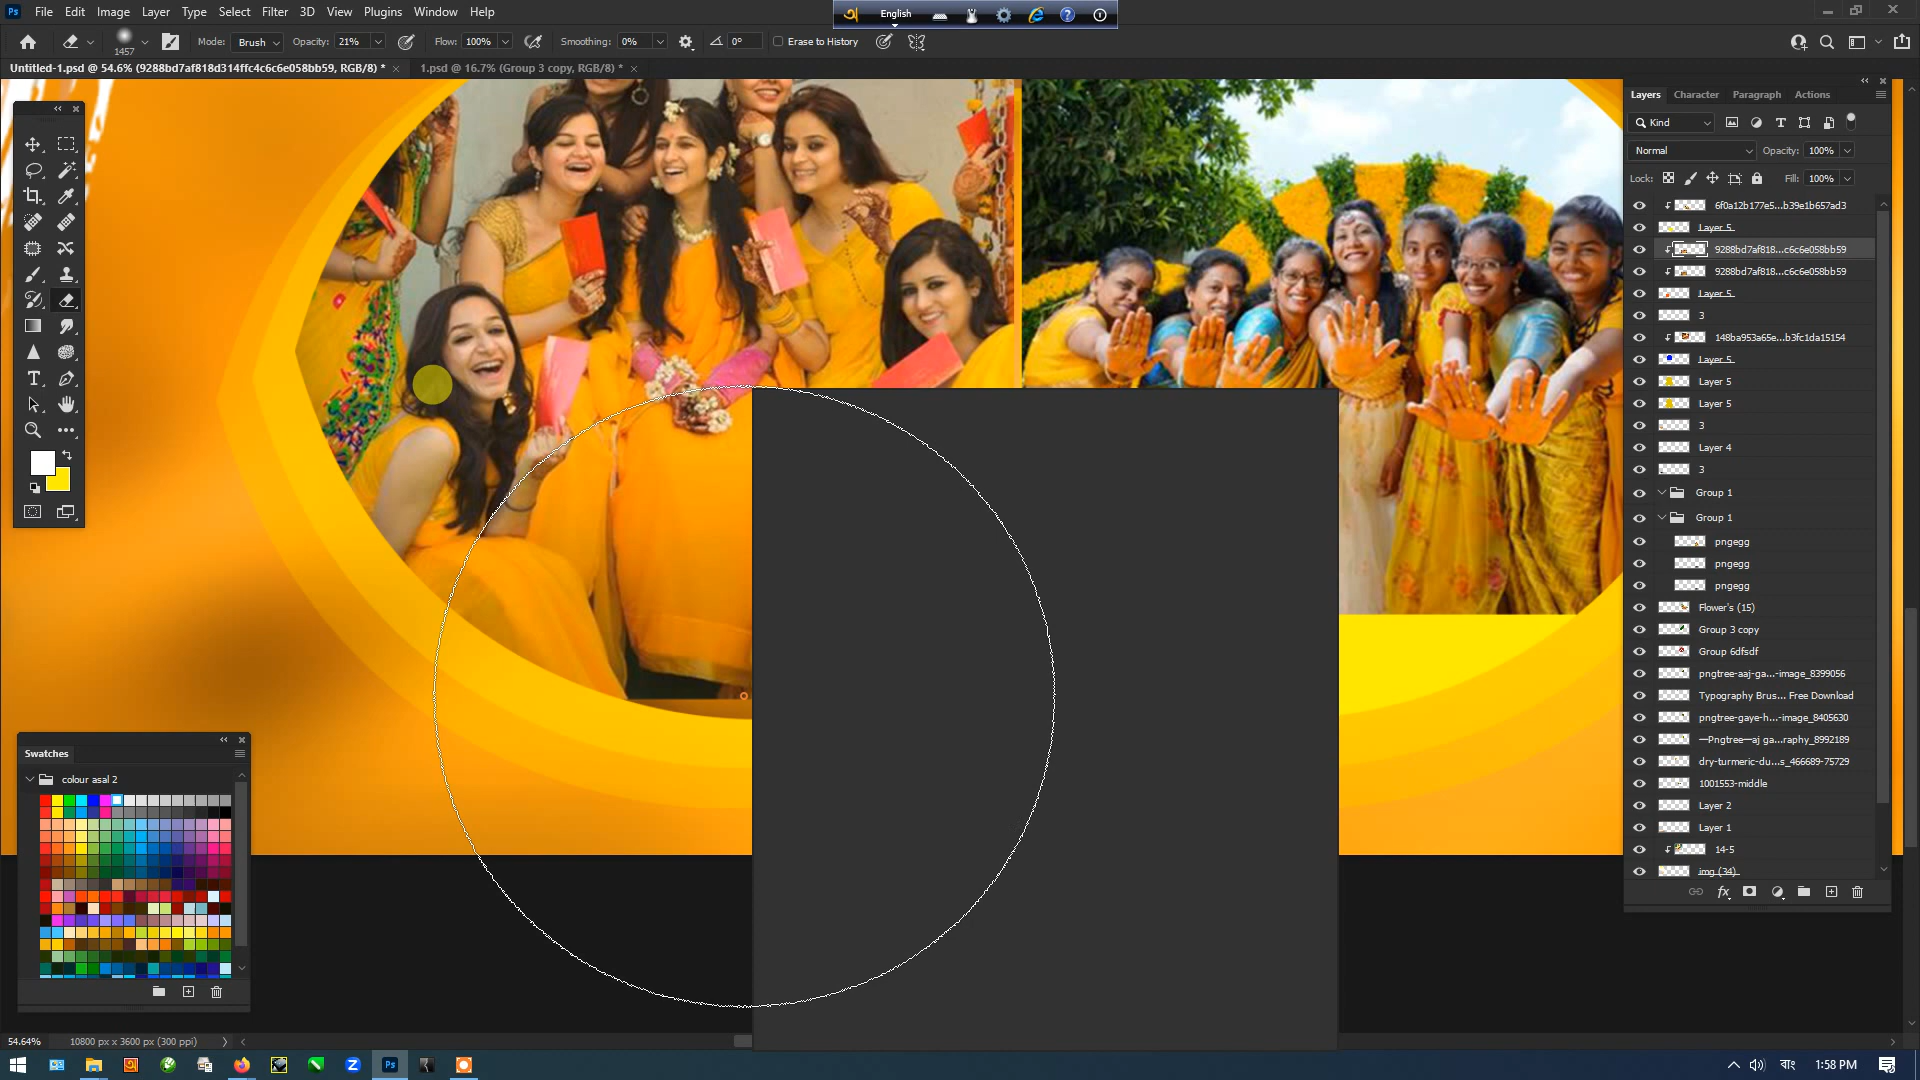 File Edit Image Layer Type Select Filter 3D View Plugins Window Help
অ English
1457 Mode: Brush Opacity: 21% Flow: 100% Smoothing: 0% 0° Erase to History
Untitled-1.psd @ 54.6% (9288bd7af818d314ffc4c6c6e058bb59, RGB/8) * × 1.psd @ 16.7% (Group 3 copy, RGB/8) * ×
Layers Character Paragraph Actions
Kind
Normal Opacity: 100%
Lock: Fill: 100%
6f0a12b177e5...b39e1b657ad3
Layer 5
9288bd7af818...c6c6e058bb59
9288bd7af818...c6c6e058bb59
Layer 5
3
148ba953a65e...b3fc1da15154
Layer 5
Layer 5
Layer 5
3
Layer 4
3
Group 1
Group 1
pngegg
pngegg
pngegg
Flower's (15)
Group 3 copy
Group 6dfsdf
pngtree-aaj-ga...-image_8399056
Typography Brus... Free Download
pngtree-gaye-h...-image_8405630
—Pngtree—aj ga...raphy_8992189
dry-turmeric-du...s_466689-75729
1001553-middle
Layer 2
Layer 1
14-5
img (34)
Swatches
colour asal 2
54.64% 10800 px x 3600 px (300 ppi)
Ps
বাং 1:58 PM